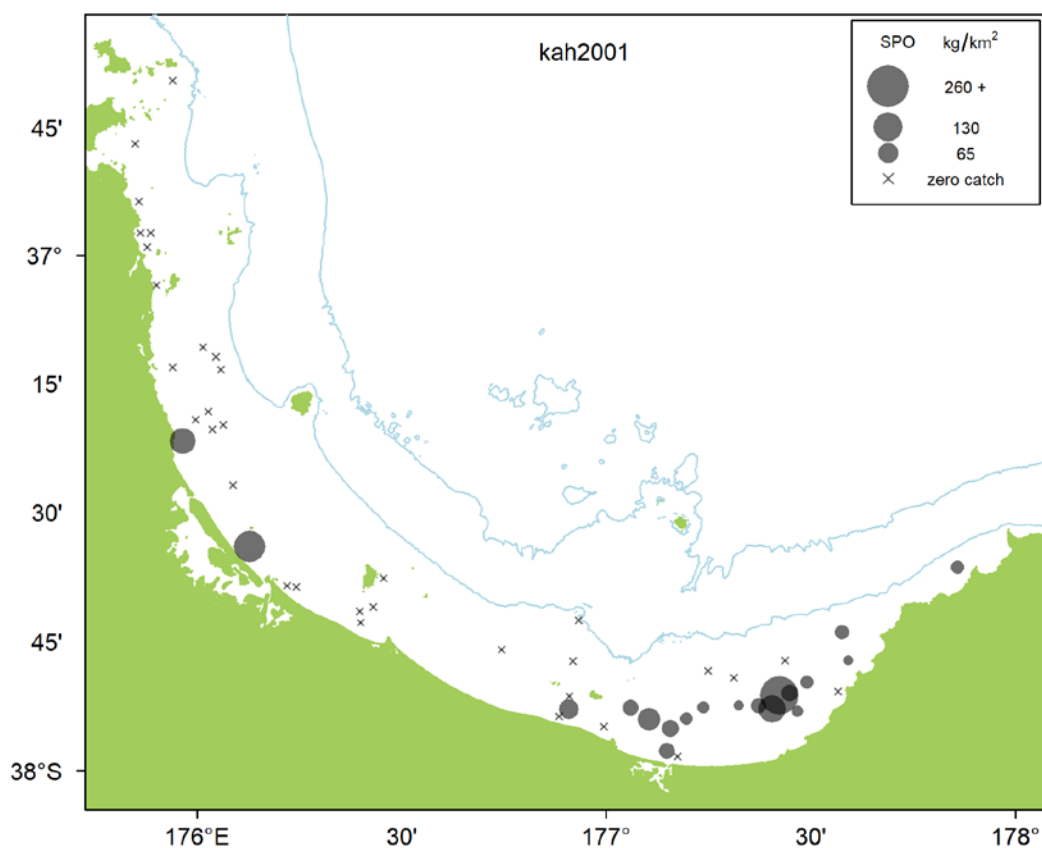 kah2001
SPO kg/km²
260 +
130
65
zero catch
45'
37°
15'
30'
45'
38°S
176°E 30' 177° 30' 178°